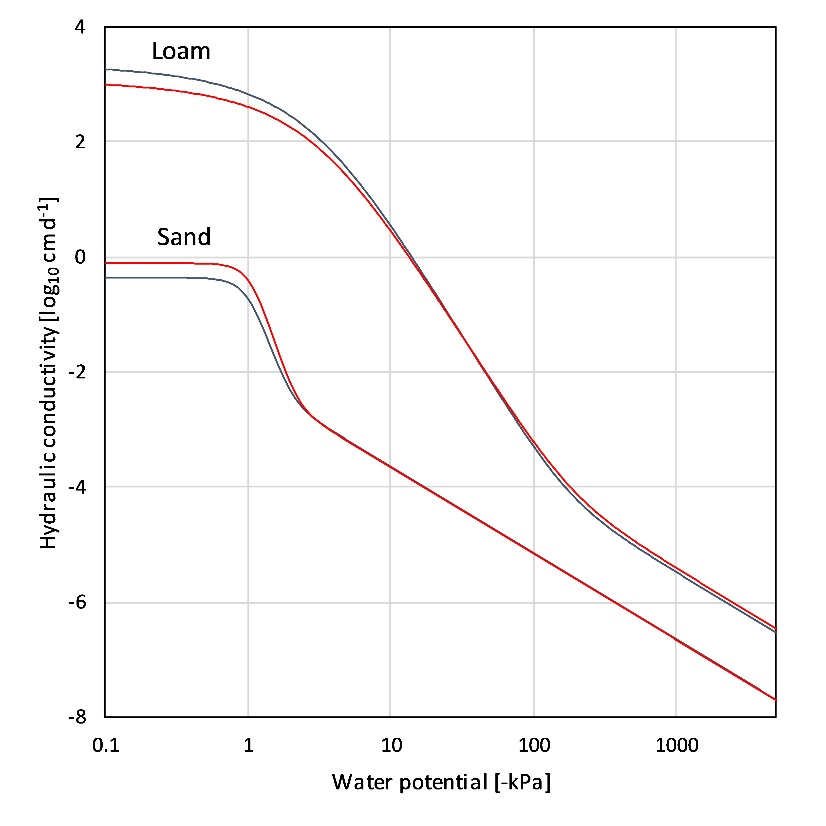 Loam
Sand
4
2
0
-2
-4
-6
-8
0.1 1 10 100 1000
Hydraulic conductivity [log10 cm d-1]
Water potential [-kPa]